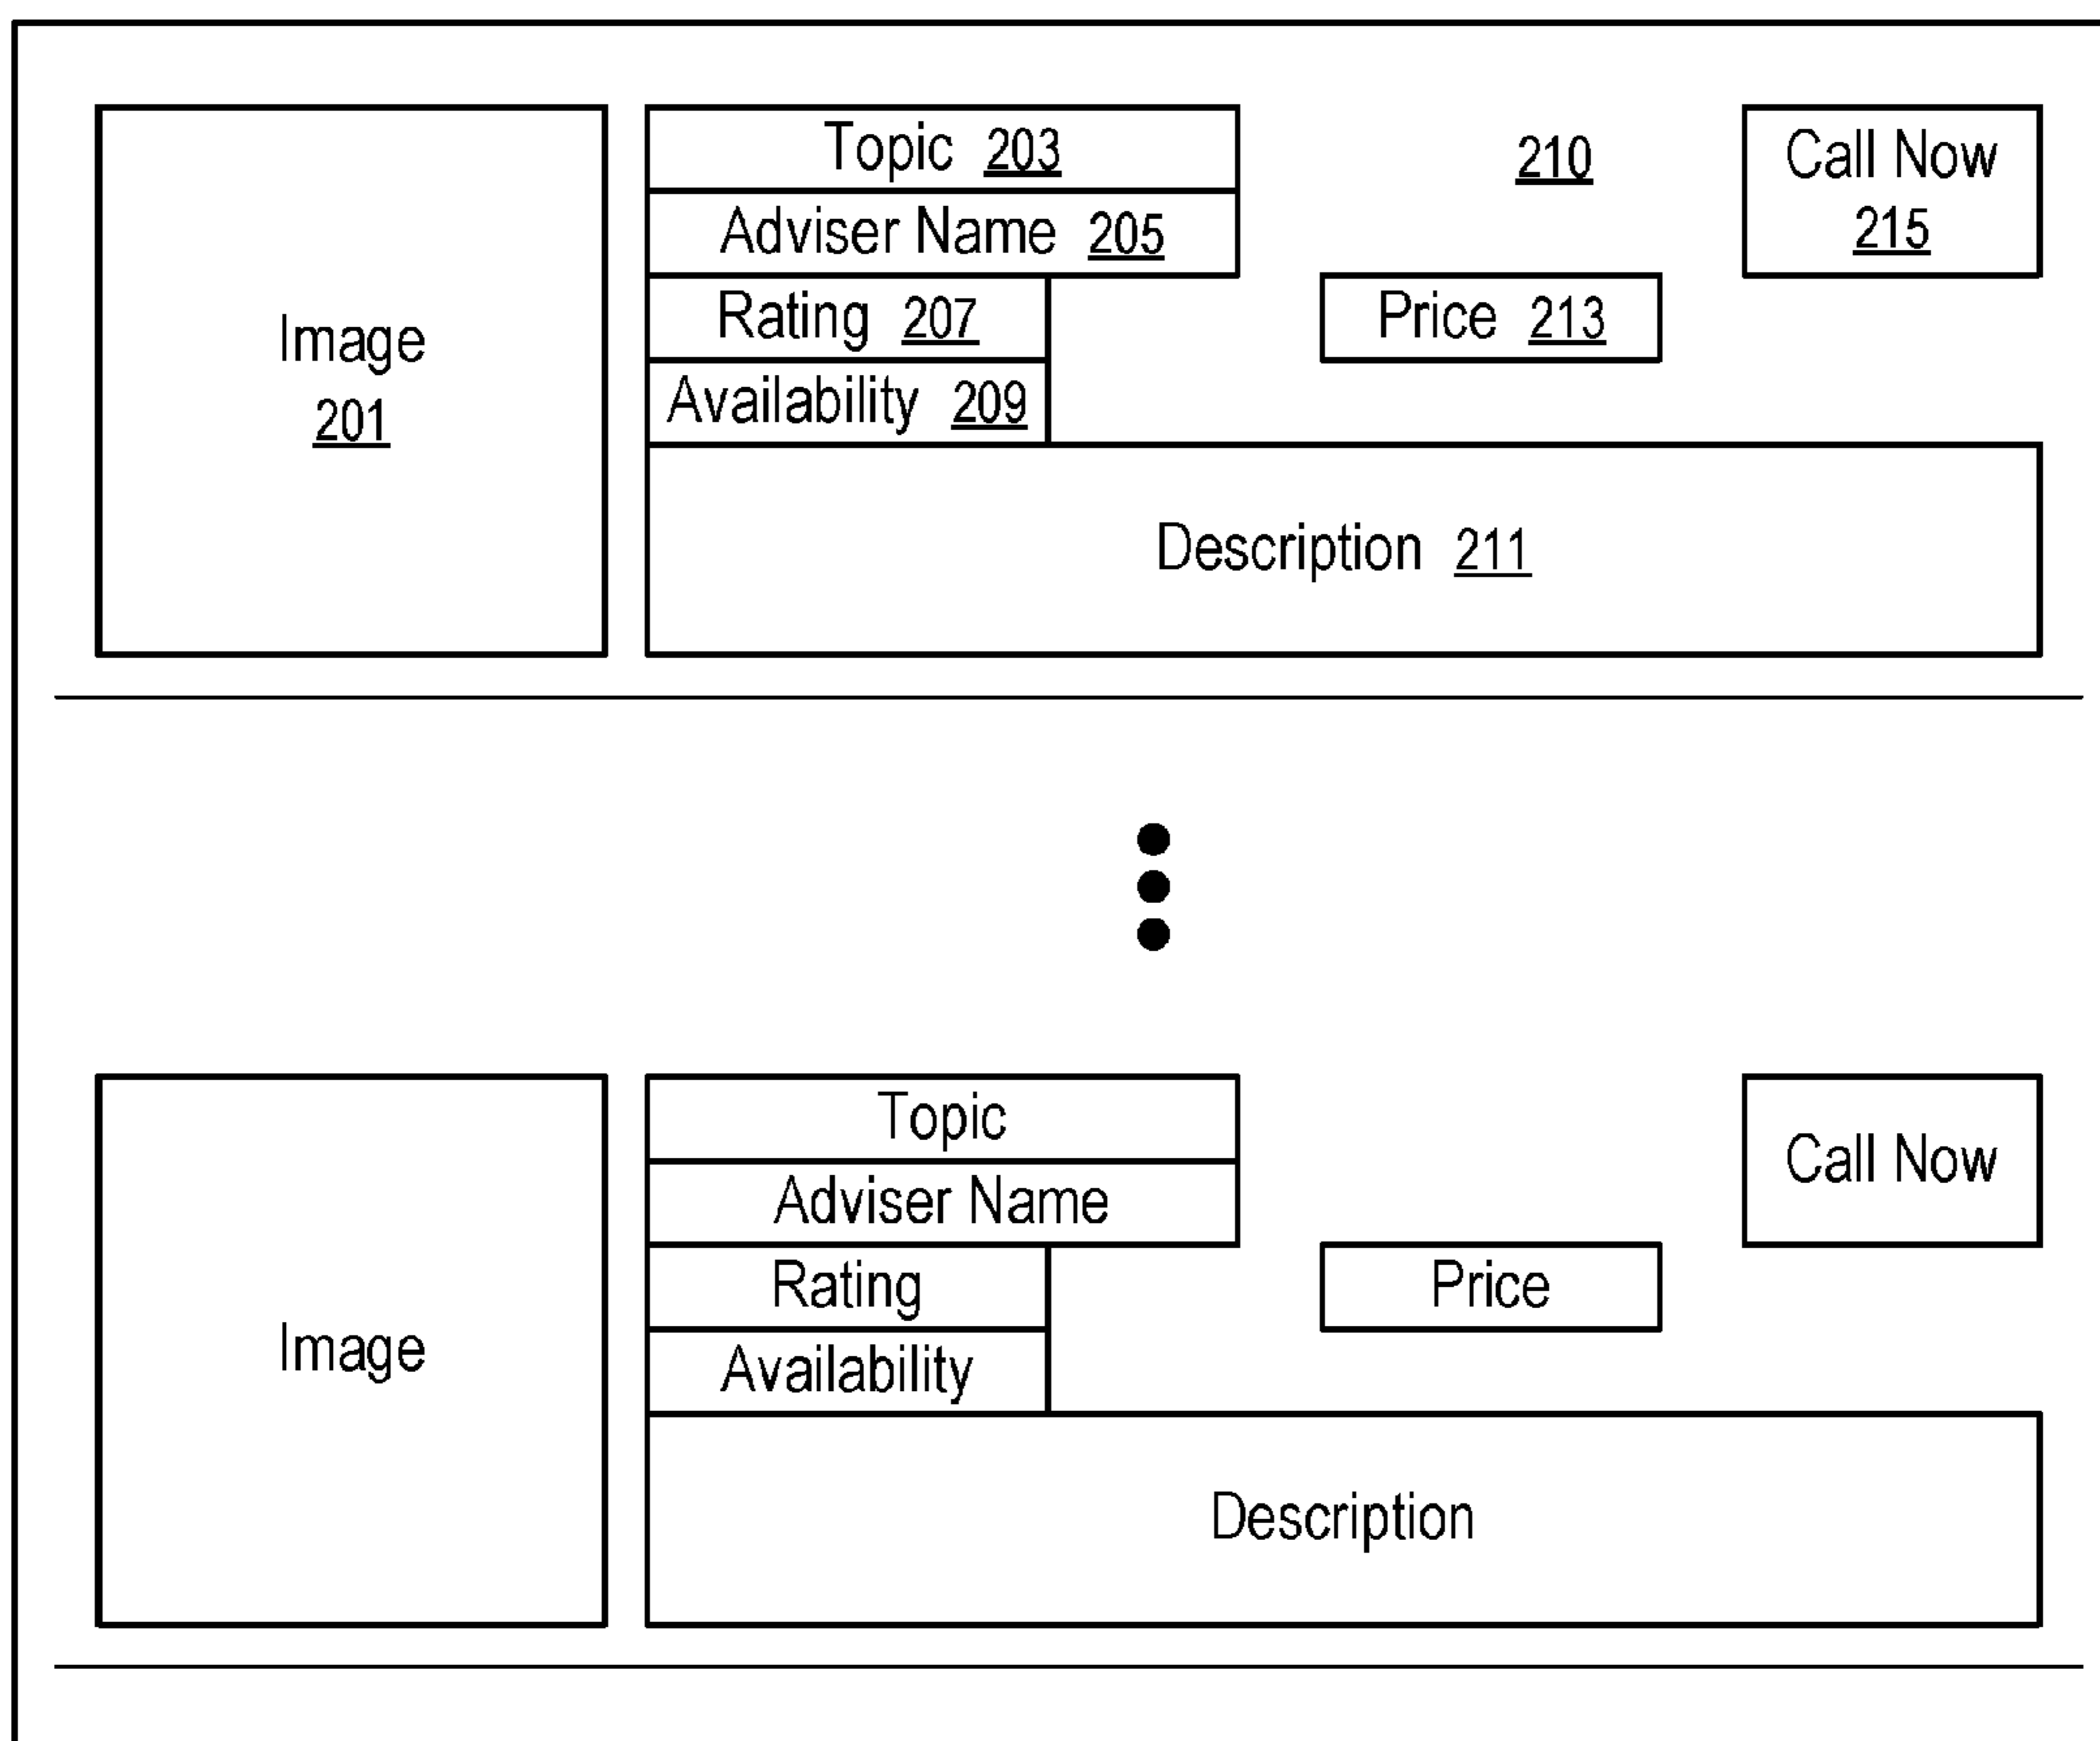 Image
201
Topic 203
Adviser Name 205
Rating 207
Availability 209
210
Price 213
Call Now
215
Description 211
Image
Topic
Adviser Name
Rating
Availability
Price
Call Now
Description